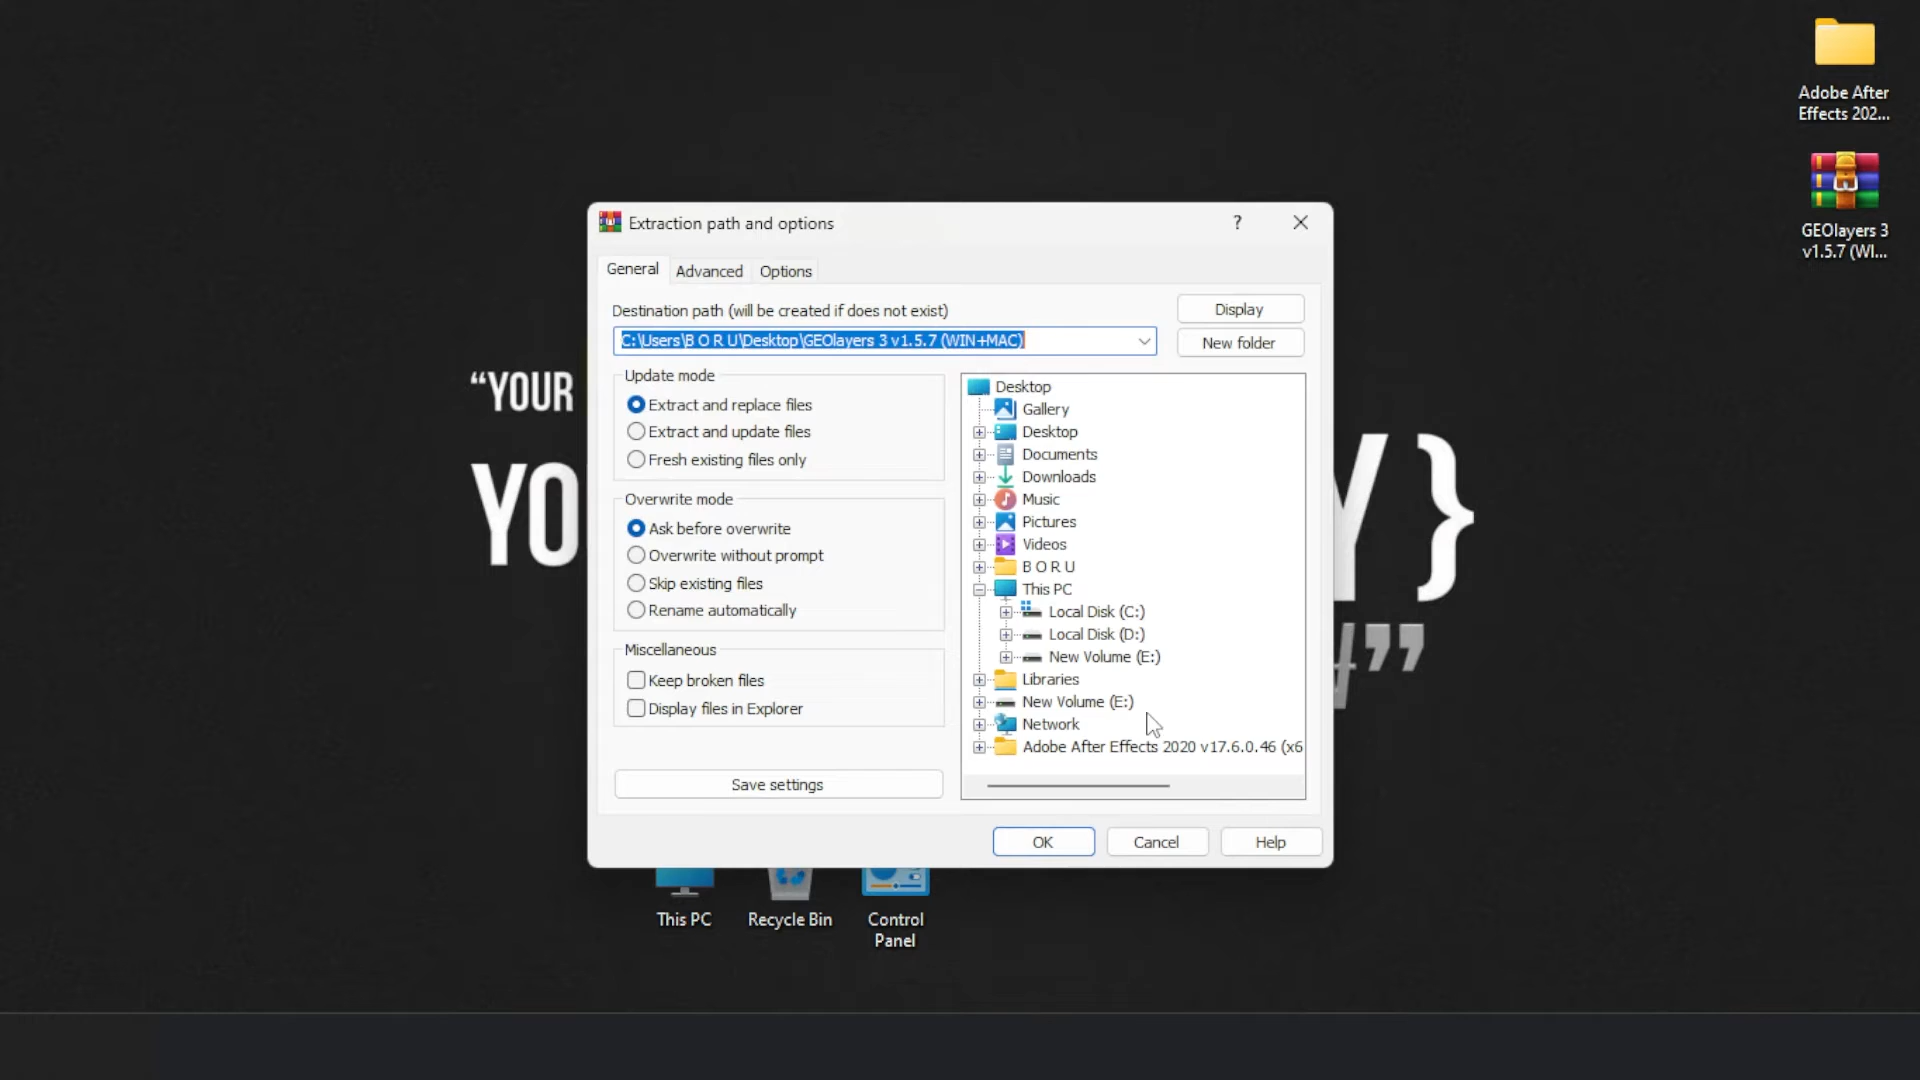 Adobe After
Effects 202...
GEOlayers 3
v1.5.7 (WI...
Extraction path and options
?
General
Advanced
Options
Destination path (will be created if does not exist)
Display
C:\Users\B O R U\Desktop\GEOlayers 3 v1.5.7 (WIN+MAC)
New folder
Update mode
Extract and replace files
Extract and update files
Fresh existing files only
Overwrite mode
Ask before overwrite
Overwrite without prompt
Skip existing files
Rename automatically
Miscellaneous
Keep broken files
Display files in Explorer
Save settings
Desktop
Gallery
Desktop
Documents
Downloads
Music
Pictures
Videos
B O R U
This PC
Local Disk (C:)
Local Disk (D:)
New Volume (E:)
Libraries
New Volume (E:)
Network
Adobe After Effects 2020 v17.6.0.46 (x6
OK
Cancel
Help
“YOUR
}
”
This PC
Recycle Bin
Control
Panel